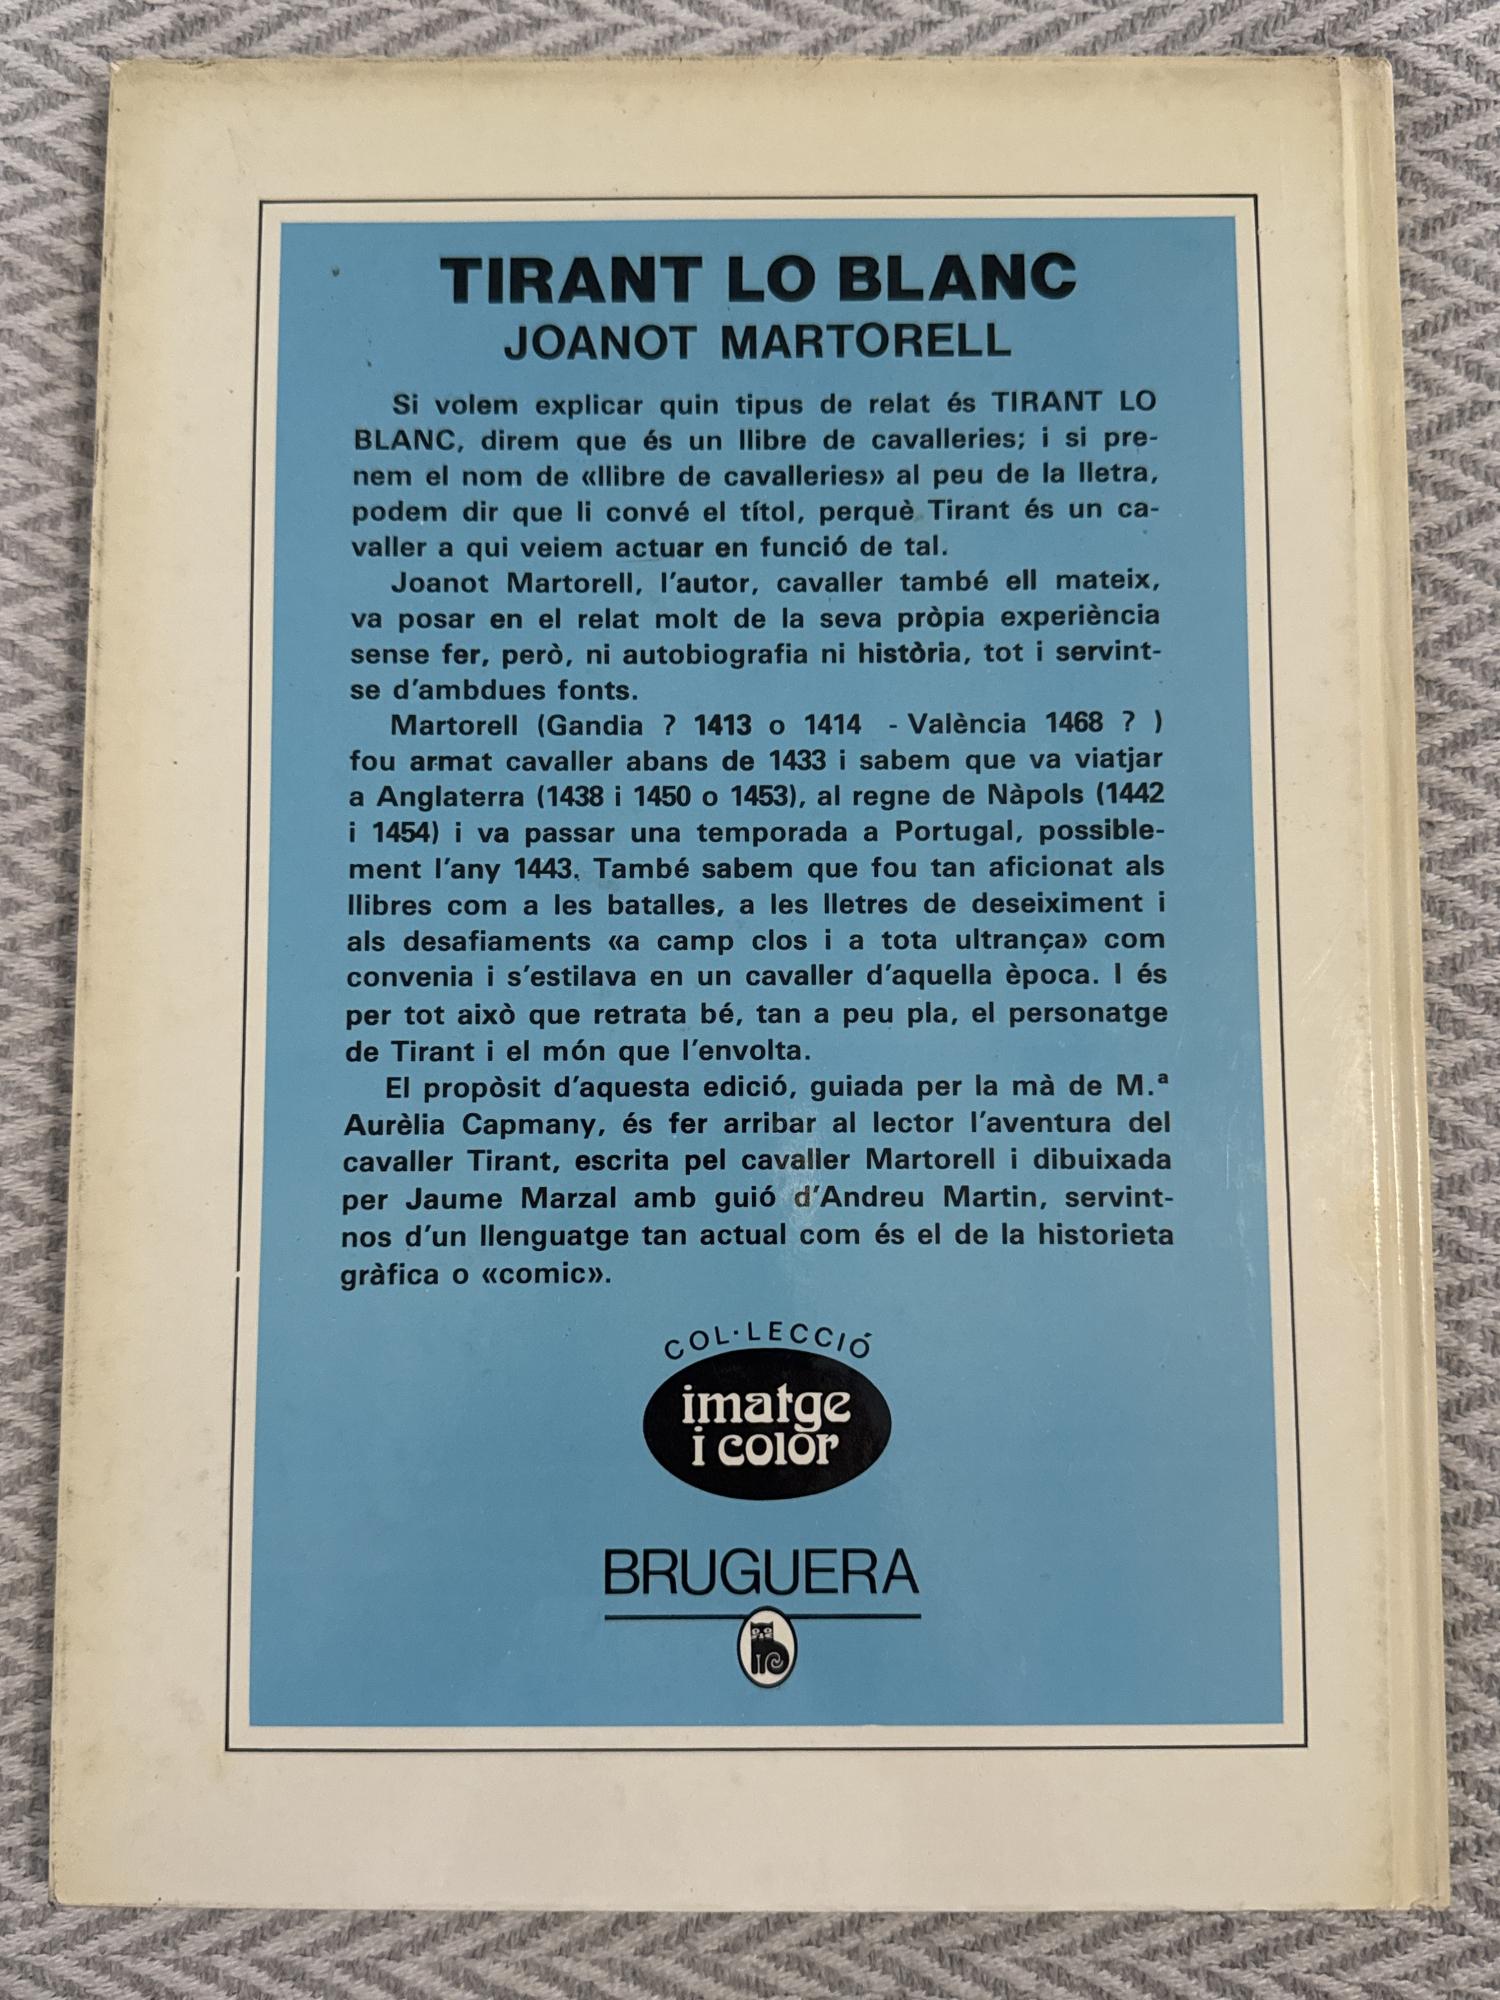 TIRANT LO BLANC
JOANOT MARTORELL
Si volem explicar quin tipus de relat és TIRANT LO
BLANC, direm que és un llibre de cavalleries; i si pre-
nem el nom de «llibre de cavalleries» al peu de la lletra,
podem dir que li convé el títol, perquè Tirant és un ca-
valler a qui veiem actuar en funció de tal.
Joanot Martorell, l'autor, cavaller també ell mateix,
va posar en el relat molt de la seva pròpia experiència
sense fer, però, ni autobiografia ni història, tot i servint-
se d'ambdues fonts.
Martorell (Gandia ? 1413 o 1414 - València 1468 ? )
fou armat cavaller abans de 1433 i sabem que va viatjar
a Anglaterra (1438 i 1450 o 1453), al regne de Nàpols (1442
i 1454) i va passar una temporada a Portugal, possible-
ment l'any 1443. També sabem que fou tan aficionat als
llibres com a les batalles, a les lletres de deseiximent i
als desafiaments «a camp clos i a tota ultrança» com
convenia i s'estilava en un cavaller d'aquella època. I és
per tot això que retrata bé, tan a peu pla, el personatge
de Tirant i el món que l'envolta.
El propòsit d'aquesta edició, guiada per la mà de M.ª
Aurèlia Capmany, és fer arribar al lector l'aventura del
cavaller Tirant, escrita pel cavaller Martorell i dibuixada
per Jaume Marzal amb guió d'Andreu Martin, servint-
nos d'un llenguatge tan actual com és el de la historieta
gràfica o «comic».
COL·LECCIÓ
imatge
i color
BRUGUERA